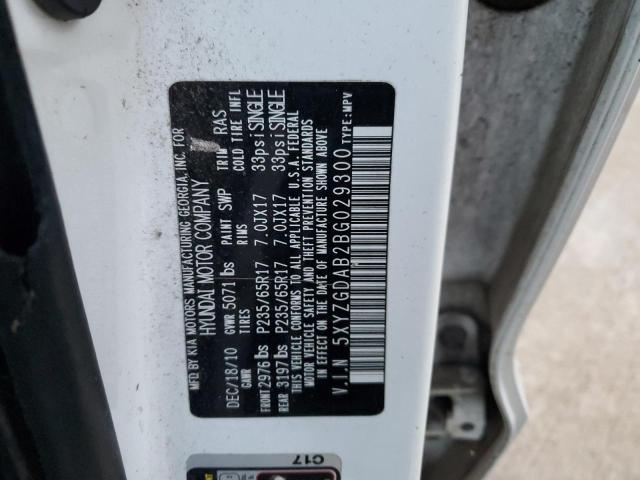 MFD BY KIA MOTORS MANUFACTURING GEORGIA, INC. FOR
HYUNDAI MOTOR COMPANY
DEC/18/10 GVWR 5071 lbs PAINT SWP TRIM RAS
GAWR TIRES RIMS COLD TIRE INFL
FRONT 2976 lbs P235/65R17 7.0JX17 33psi SINGLE
REAR 3197 lbs P235/65R17 7.0JX17 33psi SINGLE
THIS VEHICLE CONFORMS TO ALL APPLICABLE U.S.A. FEDERAL
MOTOR VEHICLE SAFETY AND THEFT PREVENTION STANDARDS
IN EFFECT ON THE DATE OF MANUFACTURE SHOWN ABOVE
V.I.N 5XYZGDAB2BG029300 TYPE:MPV
C17